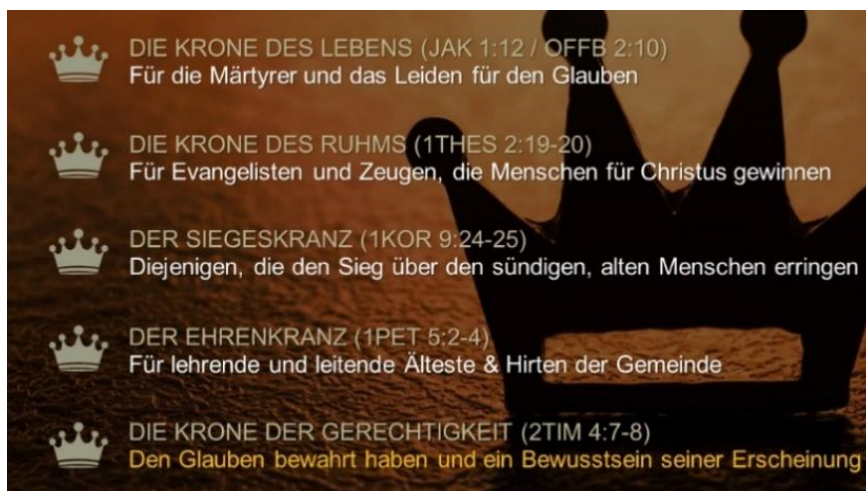 DIE KRONE DES LEBENS (JAK 1:12 / OFFB 2:10)
Für die Märtyrer und das Leiden für den Glauben
DIE KRONE DES RUHMS (1THES 2:19-20)
Für Evangelisten und Zeugen, die Menschen für Christus gewinnen
DER SIEGESKRANZ (1KOR 9:24-25)
Diejenigen, die den Sieg über den sündigen, alten Menschen erringen
DER EHRENKRANZ (1PET 5:2-4)
Für lehrende und leitende Älteste & Hirten der Gemeinde
DIE KRONE DER GERECHTIGKEIT (2TIM 4:7-8)
Den Glauben bewahrt haben und ein Bewusstsein seiner Erscheinung